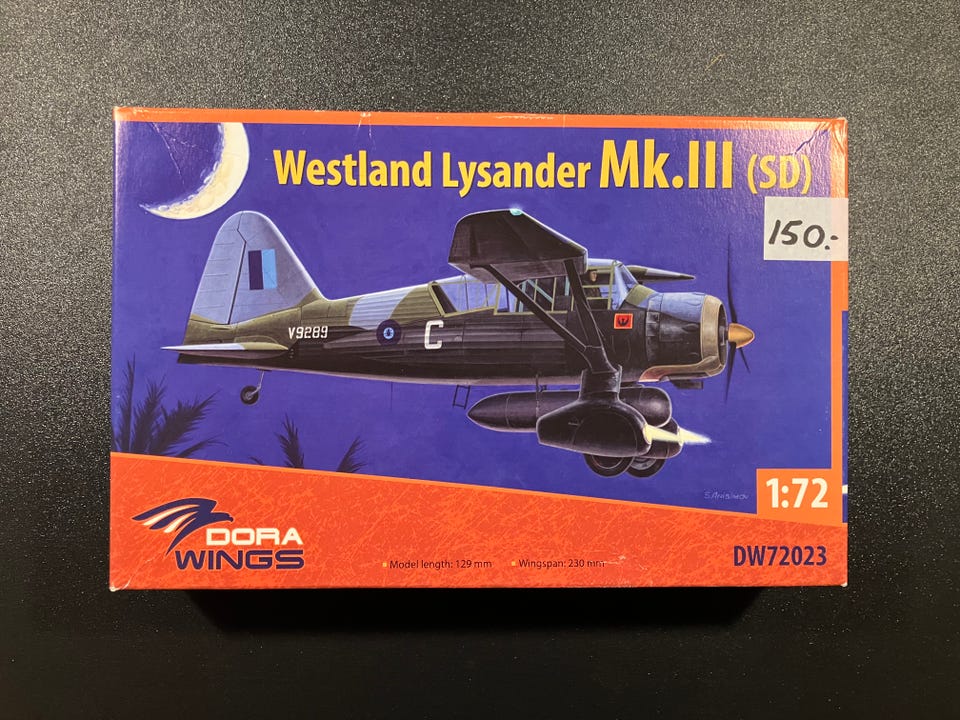 Westland Lysander Mk.III (SD)
150.-
V9289
C
S.ANISIMOV
1:72
DORA
WINGS
Model length: 129 mm
Wingspan: 230 mm
DW72023